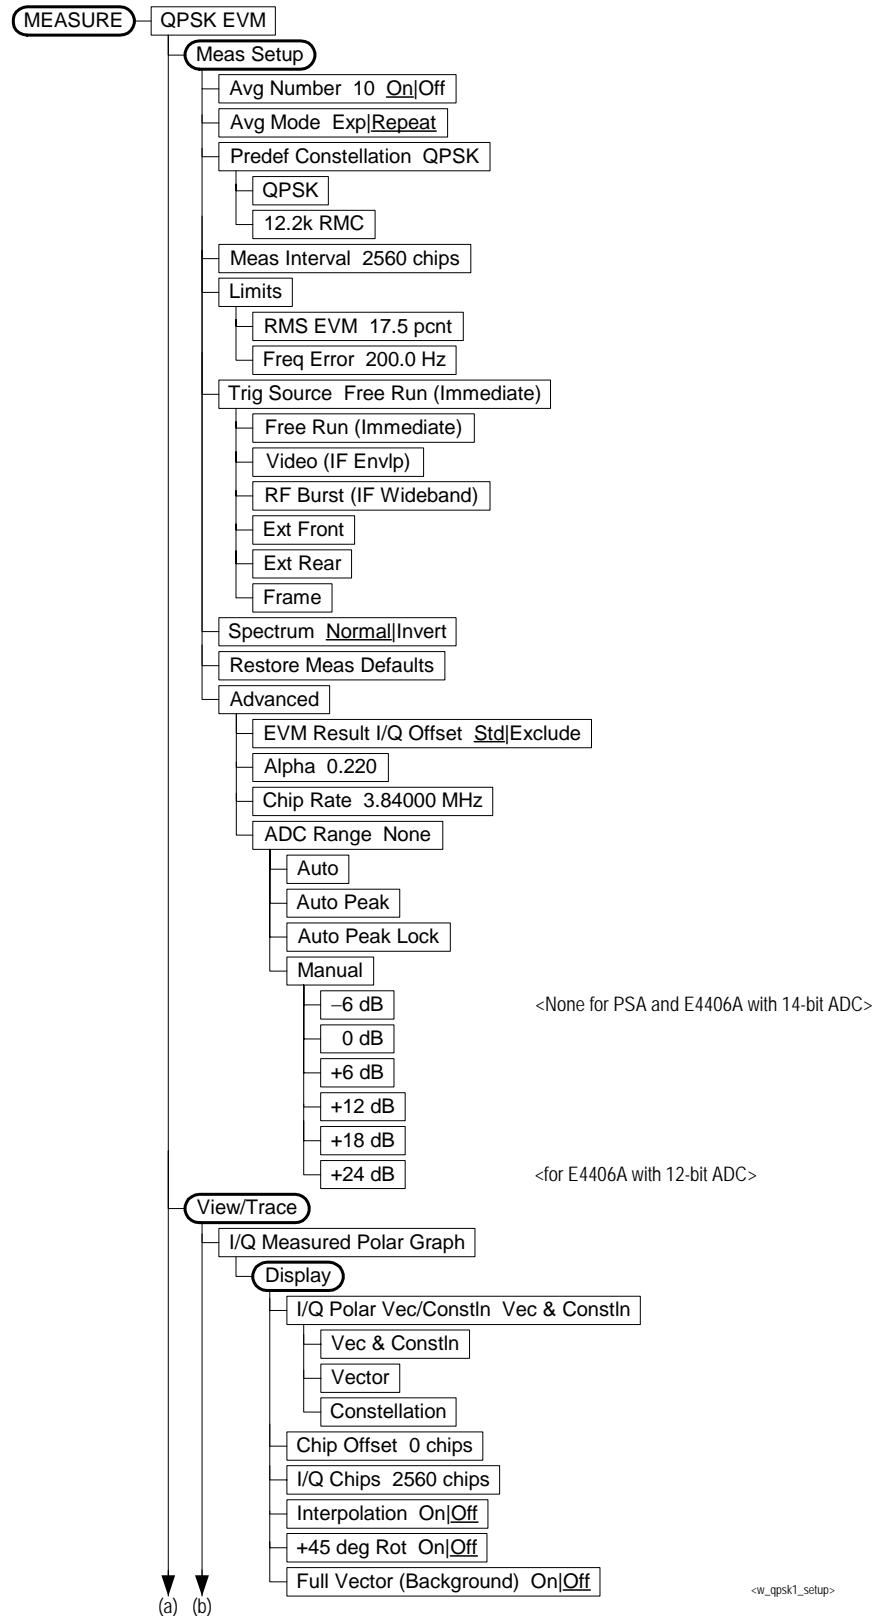 MEASURE QPSK EVM
Meas Setup
Avg Number 10 On|Off
Avg Mode Exp|Repeat
Predef Constellation QPSK
QPSK
12.2k RMC
Meas Interval 2560 chips
Limits
RMS EVM 17.5 pcnt
Freq Error 200.0 Hz
Trig Source Free Run (Immediate)
Free Run (Immediate)
Video (IF Envlp)
RF Burst (IF Wideband)
Ext Front
Ext Rear
Frame
Spectrum Normal|Invert
Restore Meas Defaults
Advanced
EVM Result I/Q Offset Std|Exclude
Alpha 0.220
Chip Rate 3.84000 MHz
ADC Range None
Auto
Auto Peak
Auto Peak Lock
Manual
−6 dB <None for PSA and E4406A with 14-bit ADC>
0 dB
+6 dB
+12 dB
+18 dB
+24 dB <for E4406A with 12-bit ADC>
View/Trace
I/Q Measured Polar Graph
Display
I/Q Polar Vec/Constln Vec & Constln
Vec & Constln
Vector
Constellation
Chip Offset 0 chips
I/Q Chips 2560 chips
Interpolation On|Off
+45 deg Rot On|Off
Full Vector (Background) On|Off
<w_qpsk1_setup>
(a) (b)